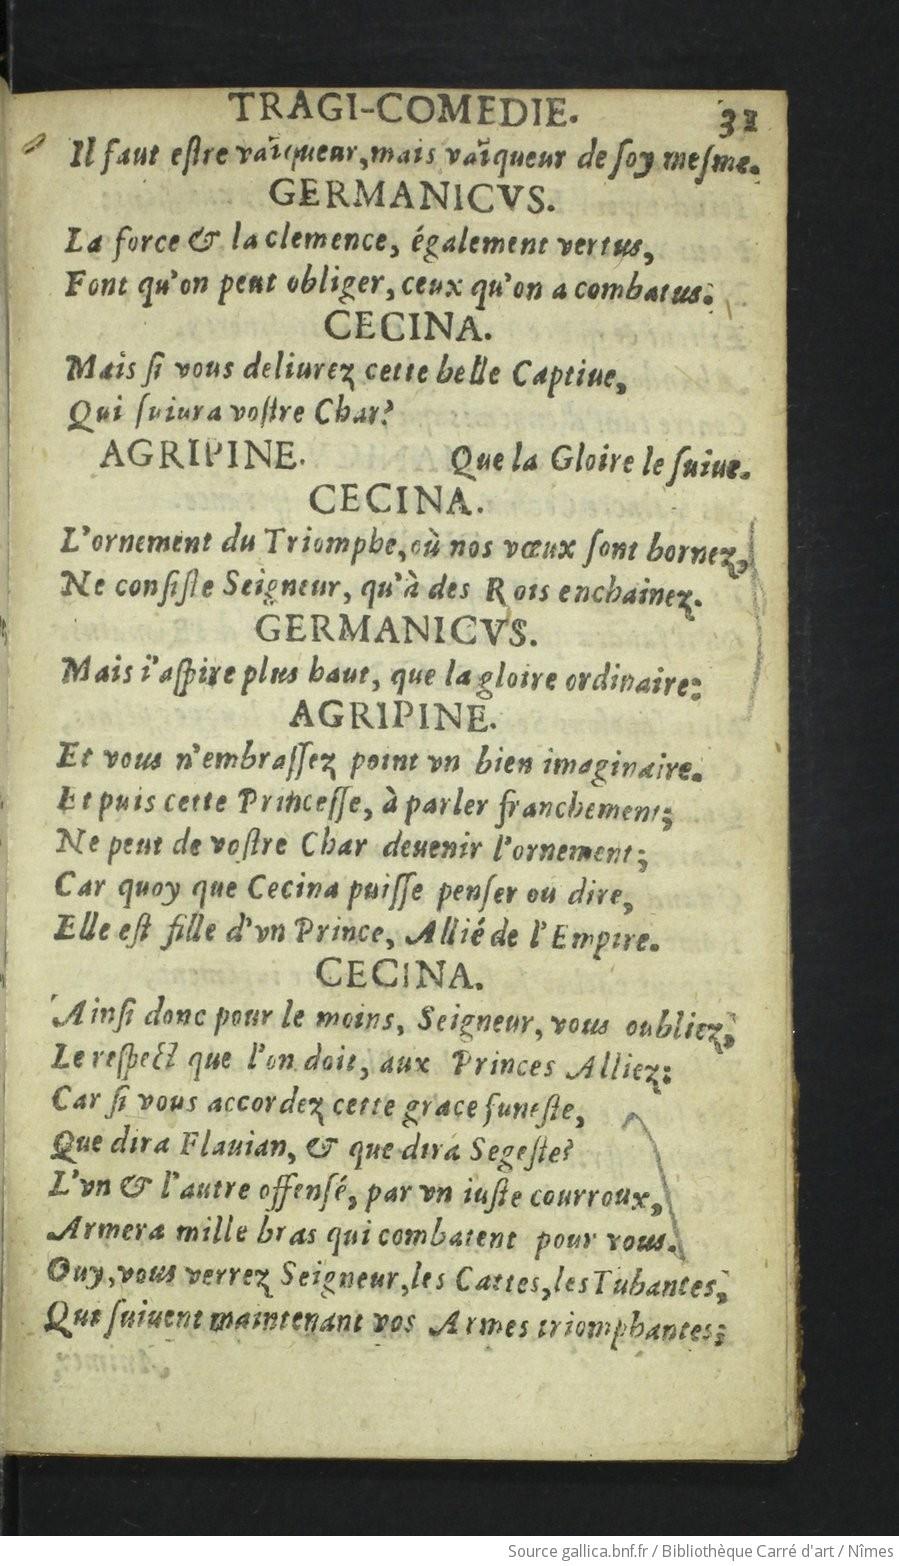 TRAGI-COMEDIE. 31
Il faut eſtre vaĩqueur, mais vaĩqueur de ſoy meſme.
GERMANICVS.
La force & la clemence, également vertus,
Font qu'on peut obliger, ceux qu'on a combatus.
CECINA.
Mais ſi vous deliurez cette belle Captiue,
Qui ſuiura voſtre Char?
AGRIPINE. Que la Gloire le ſuiue.
CECINA.
L'ornement du Triomphe, où nos vœux ſont bornez,
Ne conſiſte Seigneur, qu'à des Rois enchainez.
GERMANICVS.
Mais i'aſpire plus haut, que la gloire ordinaire:
AGRIPINE.
Et vous n'embraſſez point vn bien imaginaire.
Et puis cette Princeſſe, à parler franchement;
Ne peut de voſtre Char deuenir l'ornement;
Car quoy que Cecina puiſſe penſer ou dire,
Elle eſt fille d'vn Prince, Allié de l'Empire.
CECINA.
Ainſi donc pour le moins, Seigneur, vous oubliez,
Le reſpect que l'on doit, aux Princes Alliez:
Car ſi vous accordez cette grace funeſte,
Que dira Flauian, & que dira Segeſte?
L'vn & l'autre offenſé, par vn iuſte courroux,
Armera mille bras qui combatent pour vous.
Ouy, vous verrez Seigneur, les Cattes, les Tubantes,
Qui ſuiuent maintenant vos Armes triomphantes;
Source gallica.bnf.fr / Bibliothèque Carré d'art / Nîmes